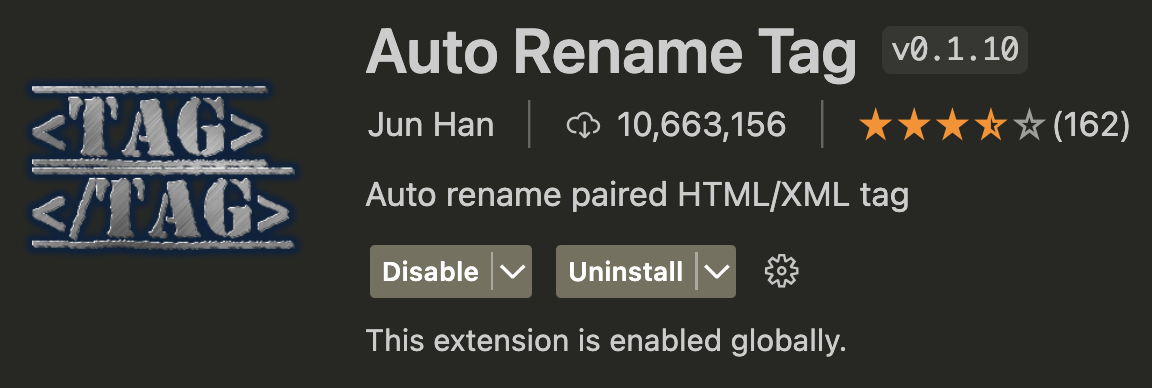 Auto Rename Tag v0.1.10
<TAG>
</TAG>
Jun Han 10,663,156 (162)
Auto rename paired HTML/XML tag
Disable Uninstall
This extension is enabled globally.